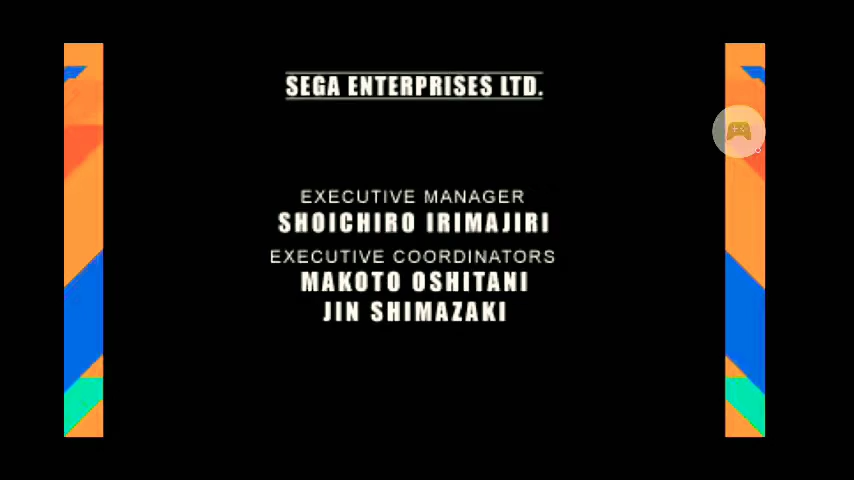 SEGA ENTERPRISES LTD.
EXECUTIVE MANAGER
SHOICHIRO IRIMAJIRI
EXECUTIVE COORDINATORS
MAKOTO OSHITANI
JIN SHIMAZAKI